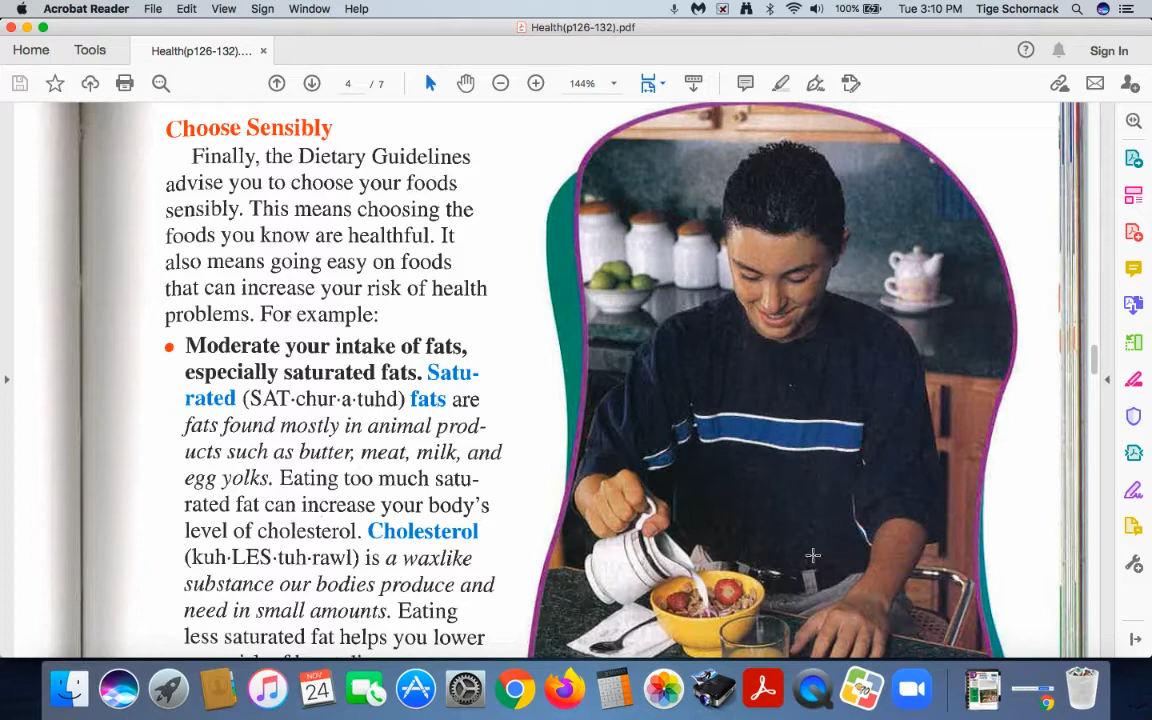 Acrobat Reader File Edit View Sign Window Help 100% Tue 3:10 PM Tige Schornack
Health(p126-132).pdf
Home Tools Health(p126-132).... × Sign In
4 / 7 144%
Choose Sensibly
Finally, the Dietary Guidelines
advise you to choose your foods
sensibly. This means choosing the
foods you know are healthful. It
also means going easy on foods
that can increase your risk of health
problems. For example:
• Moderate your intake of fats,
especially saturated fats. Satu-
rated (SAT·chur·a·tuhd) fats are
fats found mostly in animal prod-
ucts such as butter, meat, milk, and
egg yolks. Eating too much satu-
rated fat can increase your body's
level of cholesterol. Cholesterol
(kuh·LES·tuh·rawl) is a waxlike
substance our bodies produce and
need in small amounts. Eating
less saturated fat helps you lower
NOV
24